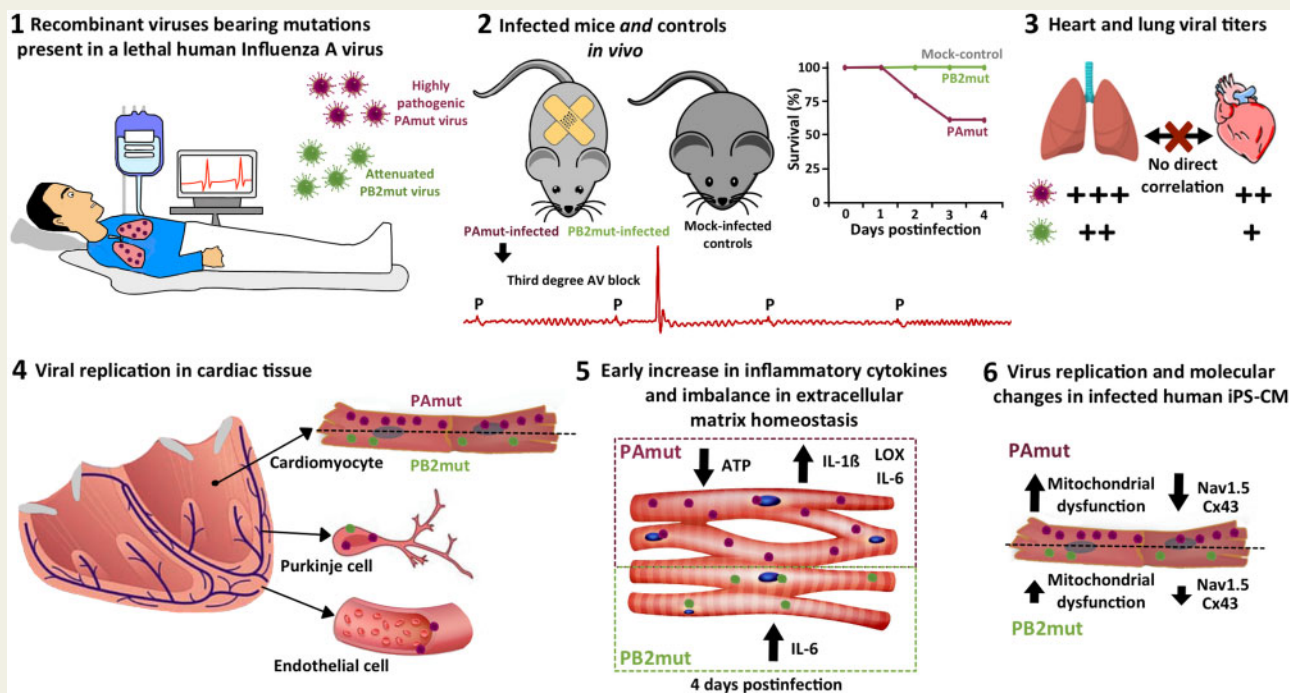 1 Recombinant viruses bearing mutations
present in a lethal human Influenza A virus
Highly
pathogenic
PAmut virus
Attenuated
PB2mut virus
2 Infected mice and controls
in vivo
PAmut-infected PB2mut-infected
Mock-infected
controls
Third degree AV block
P P P P
Survival (%)
100
75
50
25
0
Mock-control
PB2mut
PAmut
0 1 2 3 4
Days postinfection
3 Heart and lung viral titers
No direct
correlation
+++ ++
++ +
4 Viral replication in cardiac tissue
PAmut
Cardiomyocyte
PB2mut
Purkinje cell
Endothelial cell
5 Early increase in inflammatory cytokines
and imbalance in extracellular
matrix homeostasis
PAmut
ATP
IL-1ß
LOX
IL-6
PB2mut
IL-6
4 days postinfection
6 Virus replication and molecular
changes in infected human iPS-CM
PAmut
Mitochondrial
dysfunction
Nav1.5
Cx43
Mitochondrial
dysfunction
Nav1.5
Cx43
PB2mut